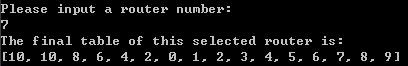 Please input a router number:
7
The final table of this selected router is:
[10, 10, 8, 6, 4, 2, 0, 1, 2, 3, 4, 5, 6, 7, 8, 9]